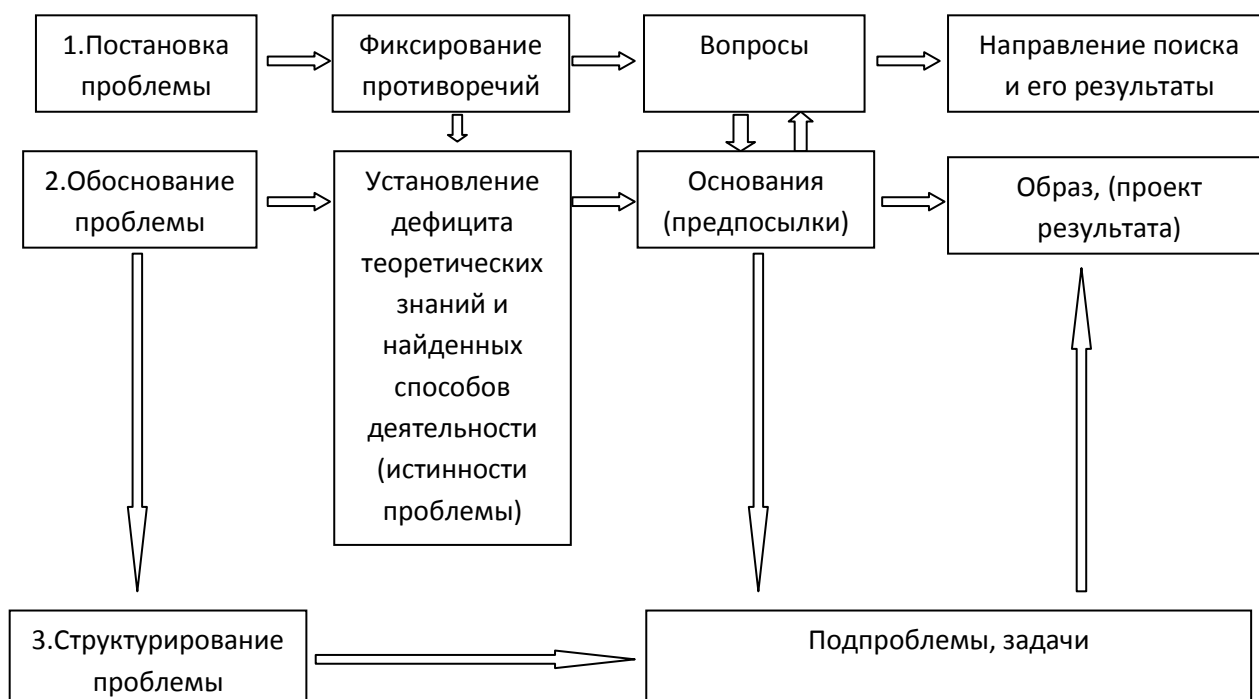 1.Постановка
проблемы
Фиксирование
противоречий
Вопросы
Направление поиска
и его результаты
2.Обоснование
проблемы
Установление
дефицита
теоретических
знаний и
найденных
способов
деятельности
(истинности
проблемы)
Основания
(предпосылки)
Образ, (проект
результата)
3.Структурирование
проблемы
Подпроблемы, задачи